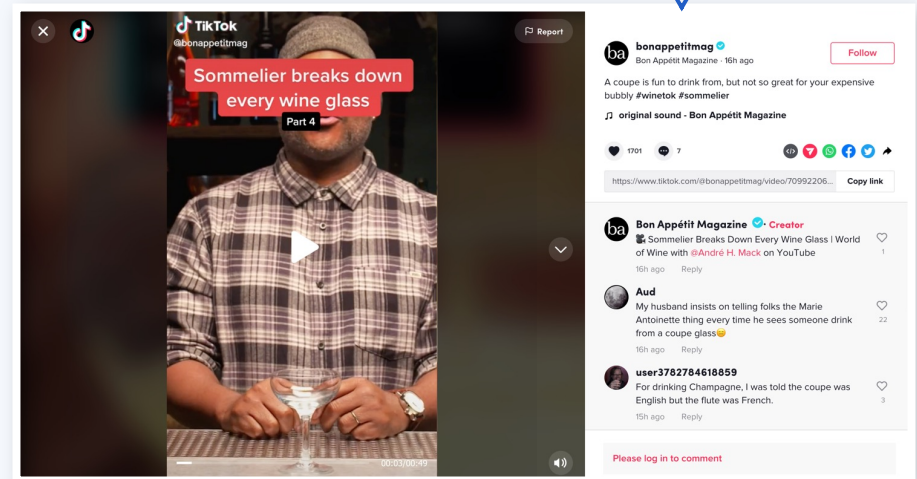 TikTok
@bonappetitmag
Report
Sommelier breaks down
every wine glass
Part 4
00:03/00:49
ba
bonappetitmag
Bon Appétit Magazine · 16h ago
Follow
A coupe is fun to drink from, but not so great for your expensive
bubbly #winetok #sommelier
♫ original sound - Bon Appétit Magazine
1701
7
</>
https://www.tiktok.com/@bonappetitmag/video/70992206...
Copy link
ba
Bon Appétit Magazine · Creator
🎥 Sommelier Breaks Down Every Wine Glass | World
of Wine with @André H. Mack on YouTube
1
16h ago Reply
Aud
My husband insists on telling folks the Marie
Antoinette thing every time he sees someone drink
from a coupe glass😄
22
16h ago Reply
user3782784618859
For drinking Champagne, I was told the coupe was
English but the flute was French.
3
15h ago Reply
Please log in to comment